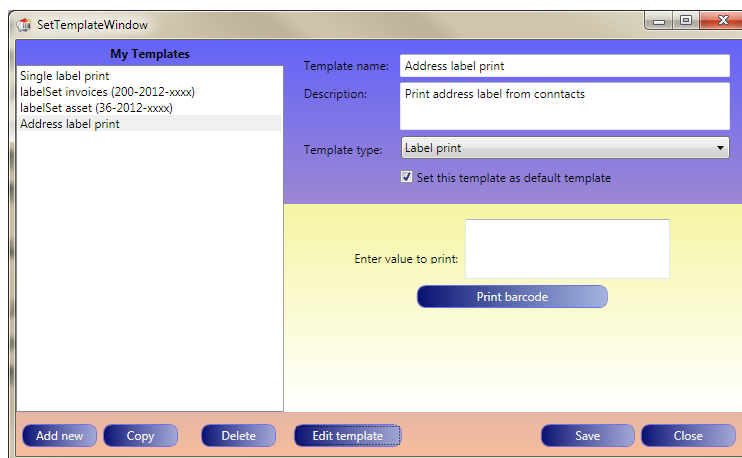 SetTemplateWindow
My Templates
Single label print
labelSet invoices (200-2012-xxxx)
labelSet asset (36-2012-xxxx)
Address label print
Template name: Address label print
Description: Print address label from conntacts
Template type: Label print
Set this template as default template
Enter value to print:
Print barcode
Add new Copy Delete Edit template Save Close